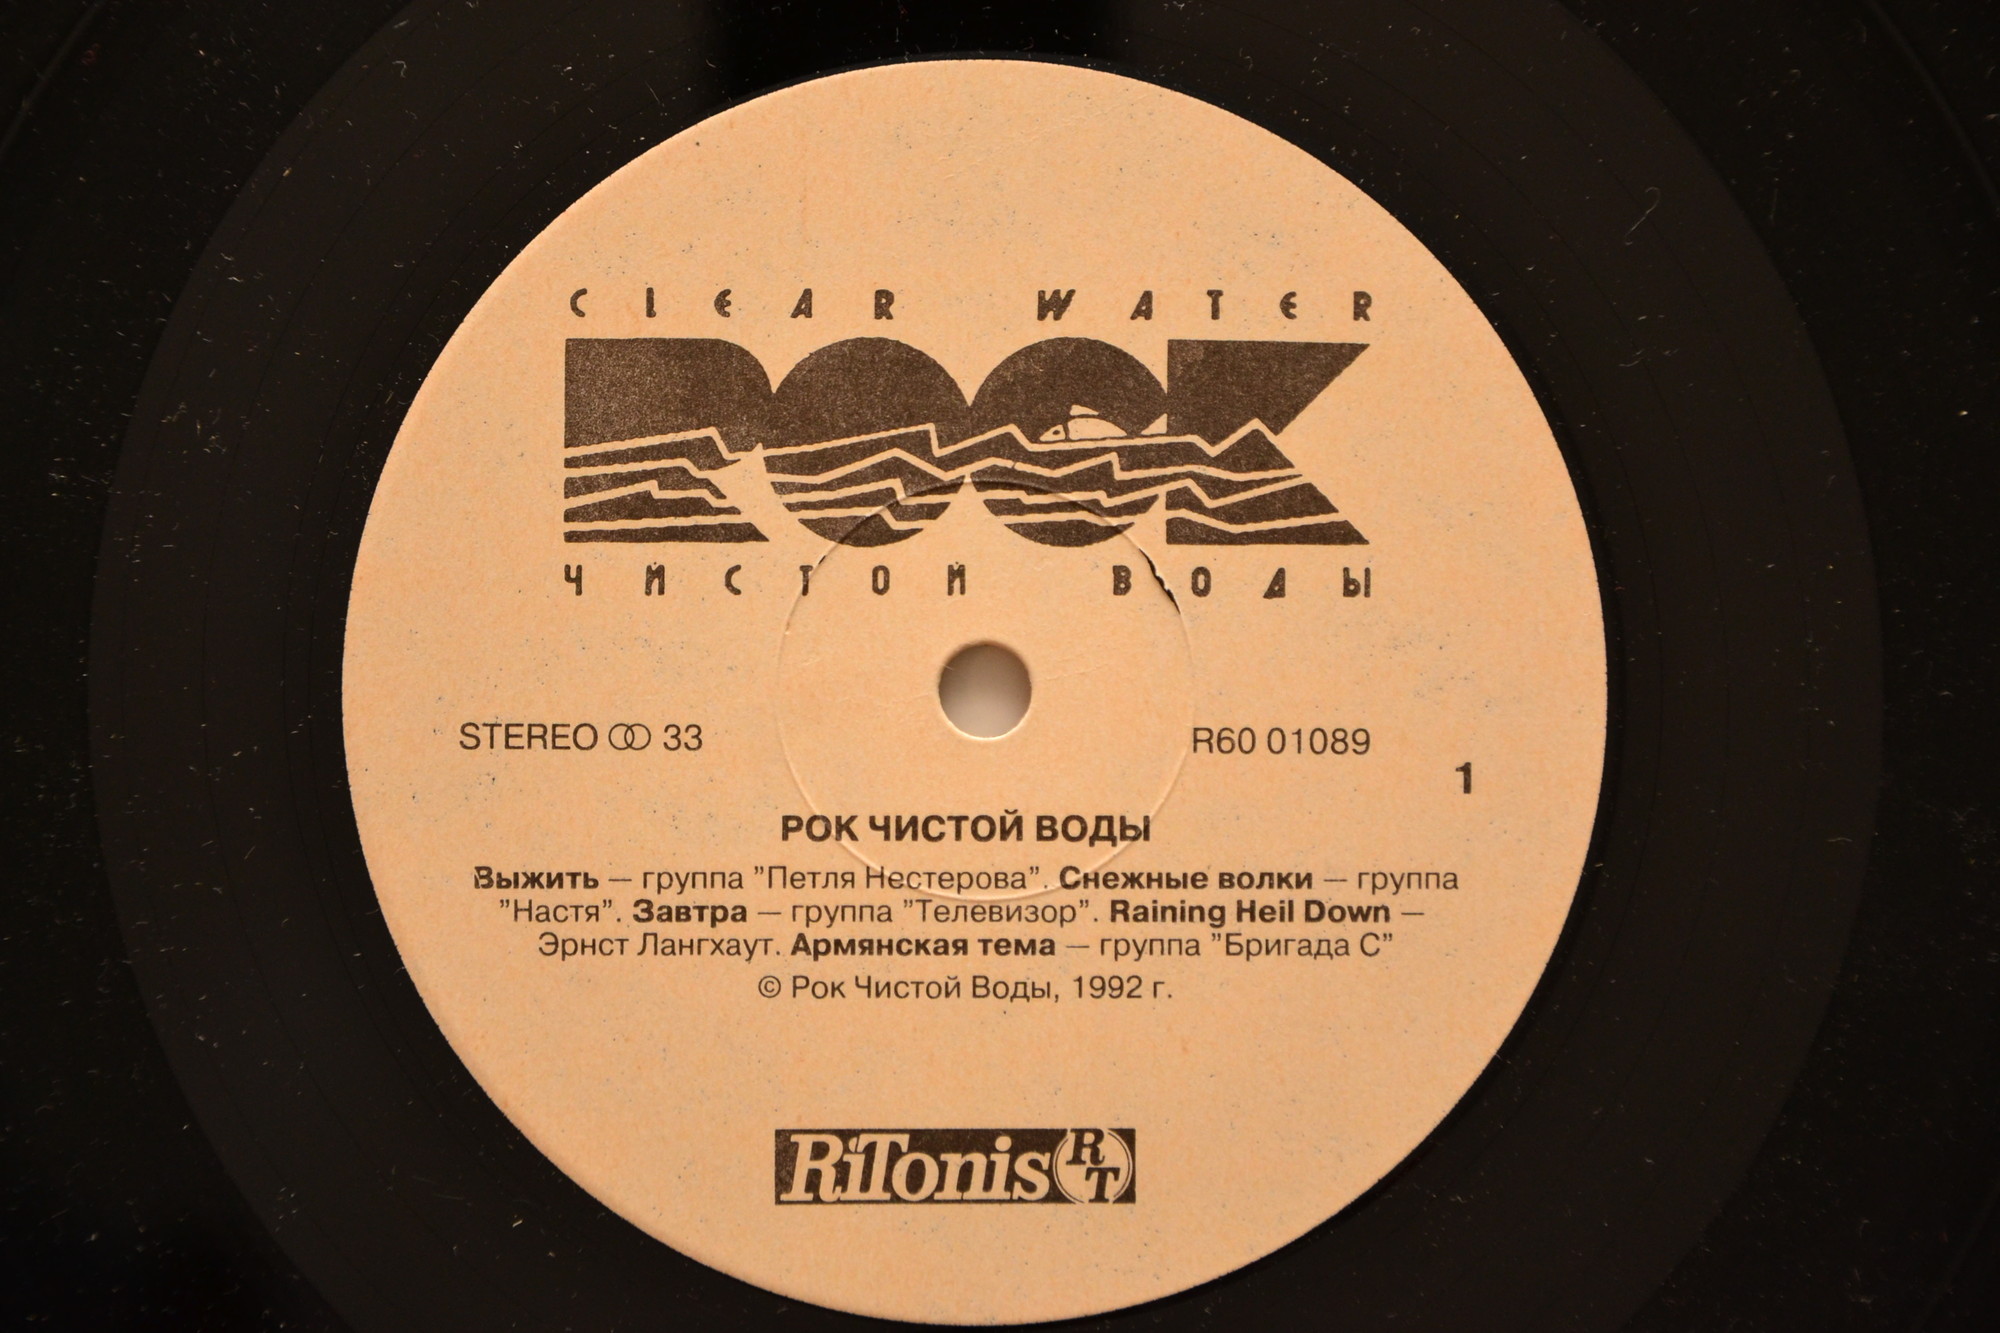 CLEAR WATER
ROCK
ЧИСТОЙ ВОДЫ
STEREO 33
R60 01089
1
РОК ЧИСТОЙ ВОДЫ
Выжить — группа "Петля Нестерова". Снежные волки — группа
"Настя". Завтра — группа "Телевизор". Raining Heil Down —
Эрнст Лангхаут. Армянская тема — группа "Бригада С"
© Рок Чистой Воды, 1992 г.
RiTonis RT